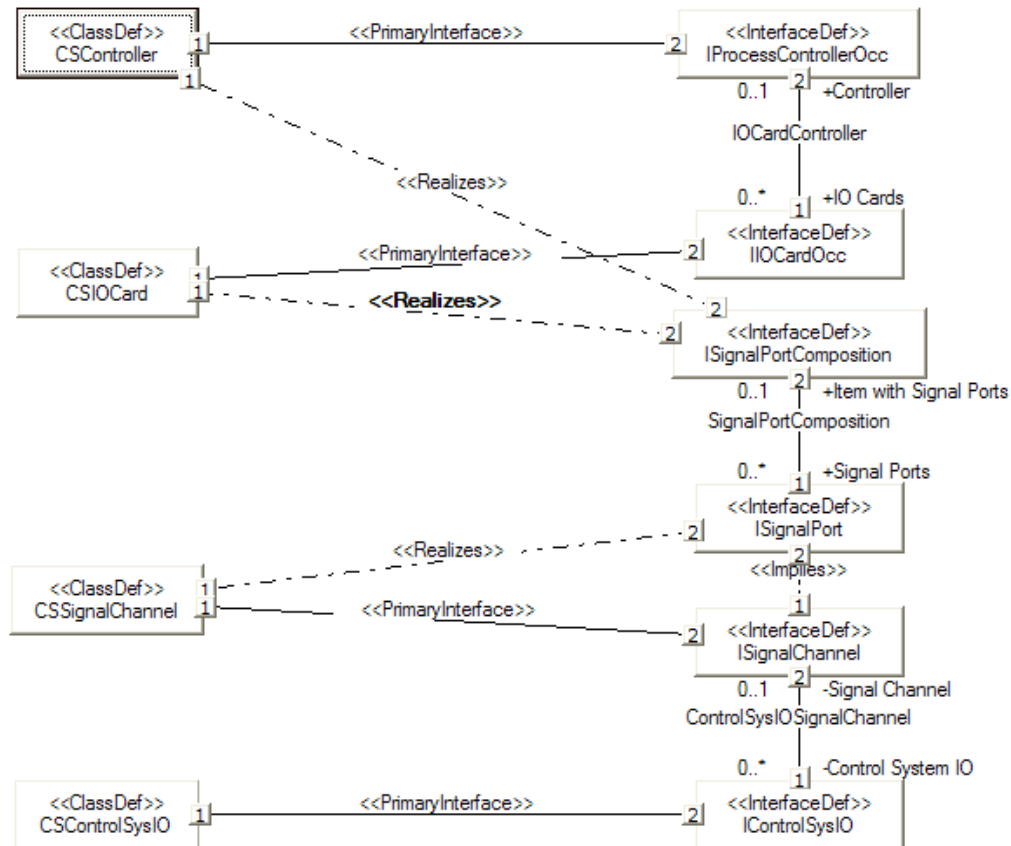 <<ClassDef>>
CSController
1
1
<<PrimaryInterface>>
2
<<InterfaceDef>>
IProcessControllerOcc
2
0..1
+Controller
IOCardController
<<Realizes>>
0..*
+IO Cards
1
<<InterfaceDef>>
IIOCardOcc
2
<<PrimaryInterface>>
<<ClassDef>>
CSIOCard
1
1
<<Realizes>>
2
2
<<InterfaceDef>>
ISignalPortComposition
2
0..1
+Item with Signal Ports
SignalPortComposition
0..*
+Signal Ports
1
<<InterfaceDef>>
ISignalPort
2
2
<<Realizes>>
<<Implies>>
<<ClassDef>>
CSSignalChannel
1
1
<<PrimaryInterface>>
1
2
<<InterfaceDef>>
ISignalChannel
2
0..1
-Signal Channel
ControlSysIOSignalChannel
0..*
-Control System IO
1
<<ClassDef>>
CSControlSysIO
1
<<PrimaryInterface>>
2
<<InterfaceDef>>
IControlSysIO